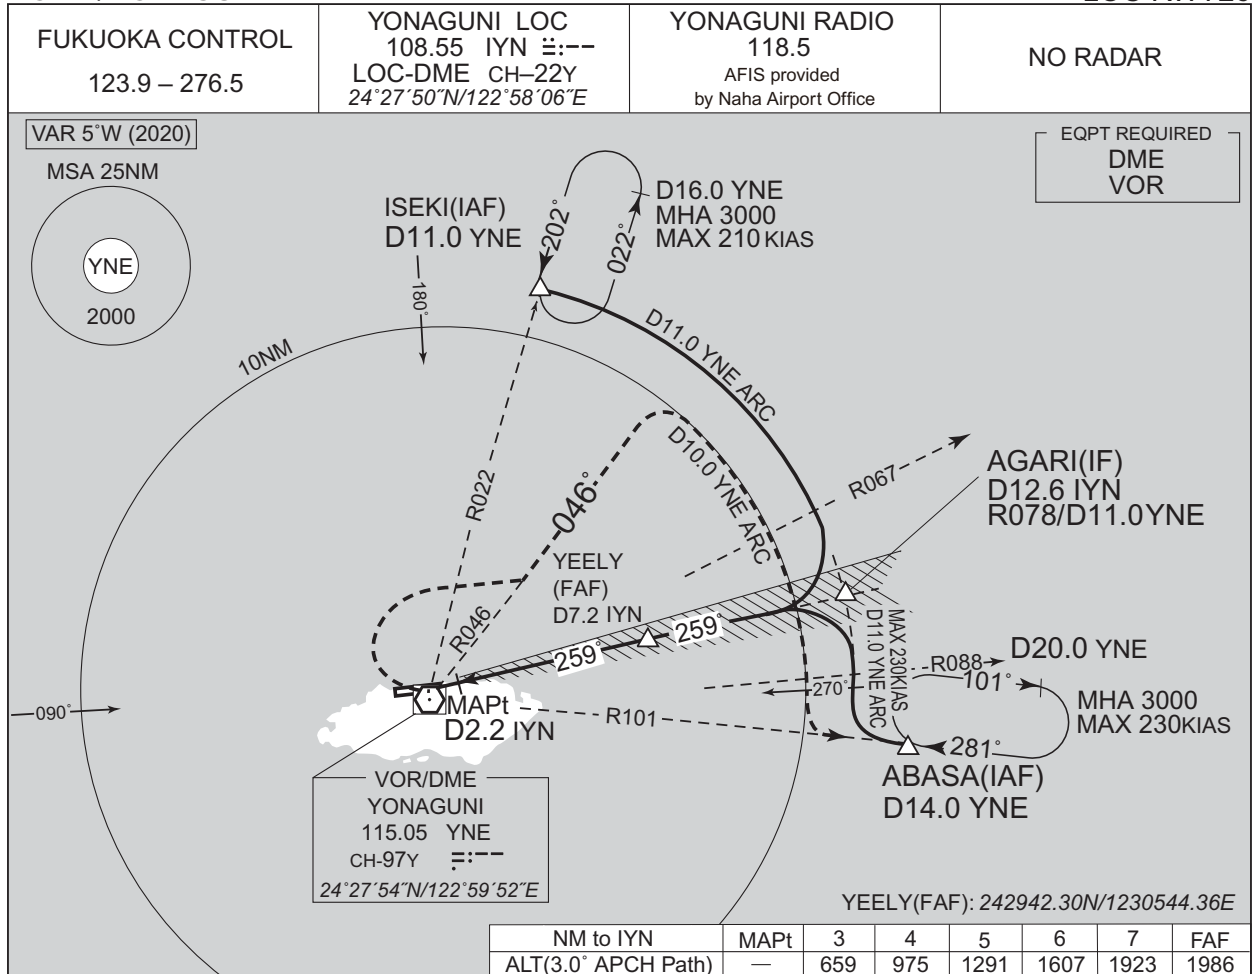 FUKUOKA CONTROL
123.9 – 276.5
YONAGUNI LOC
108.55 IYN
LOC-DME CH–22Y
24°27´50˝N/122°58´06˝E
YONAGUNI RADIO
118.5
AFIS provided
by Naha Airport Office
NO RADAR
VAR 5°W (2020)
MSA 25NM
YNE
2000
EQPT REQUIRED
DME
VOR
ISEKI(IAF)
D11.0 YNE
180°
202°
022°
D16.0 YNE
MHA 3000
MAX 210 KIAS
10NM
D11.0 YNE ARC
R022
046°
D10.0 YNE ARC
R067
AGARI(IF)
D12.6 IYN
R078/D11.0YNE
YEELY
(FAF)
D7.2 IYN
R046
259°
259°
MAX 230KIAS
D11.0 YNE ARC
R088
D20.0 YNE
101°
270°
MHA 3000
MAX 230KIAS
281°
090°
MAPt
D2.2 IYN
R101
ABASA(IAF)
D14.0 YNE
VOR/DME
YONAGUNI
115.05 YNE
CH-97Y
24°27´54˝N/122°59´52˝E
YEELY(FAF): 242942.30N/1230544.36E
NM to IYN MAPt 3 4 5 6 7 FAF
ALT(3.0° APCH Path) — 659 975 1291 1607 1923 1986